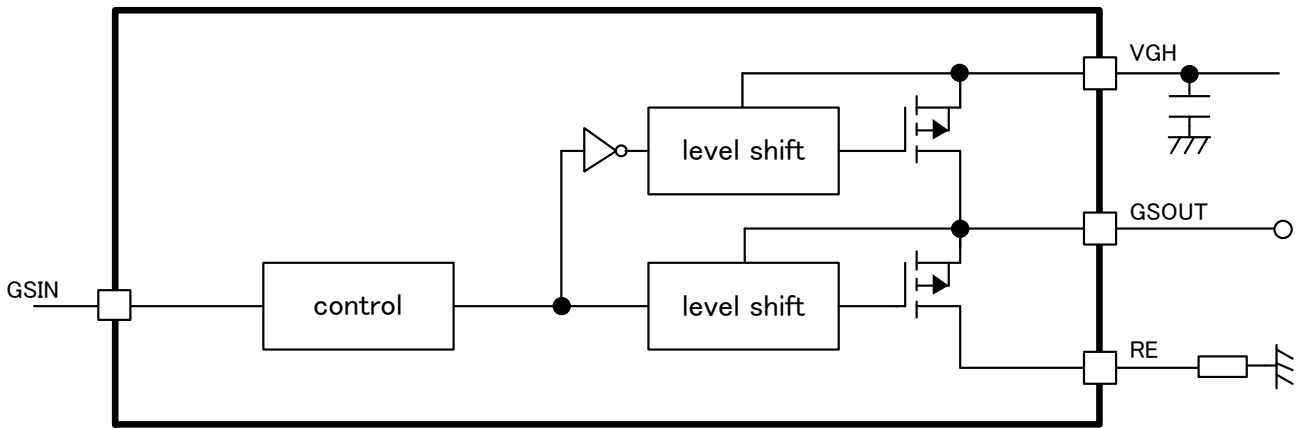 VGH
level shift
GSOUT
GSIN
control
level shift
RE